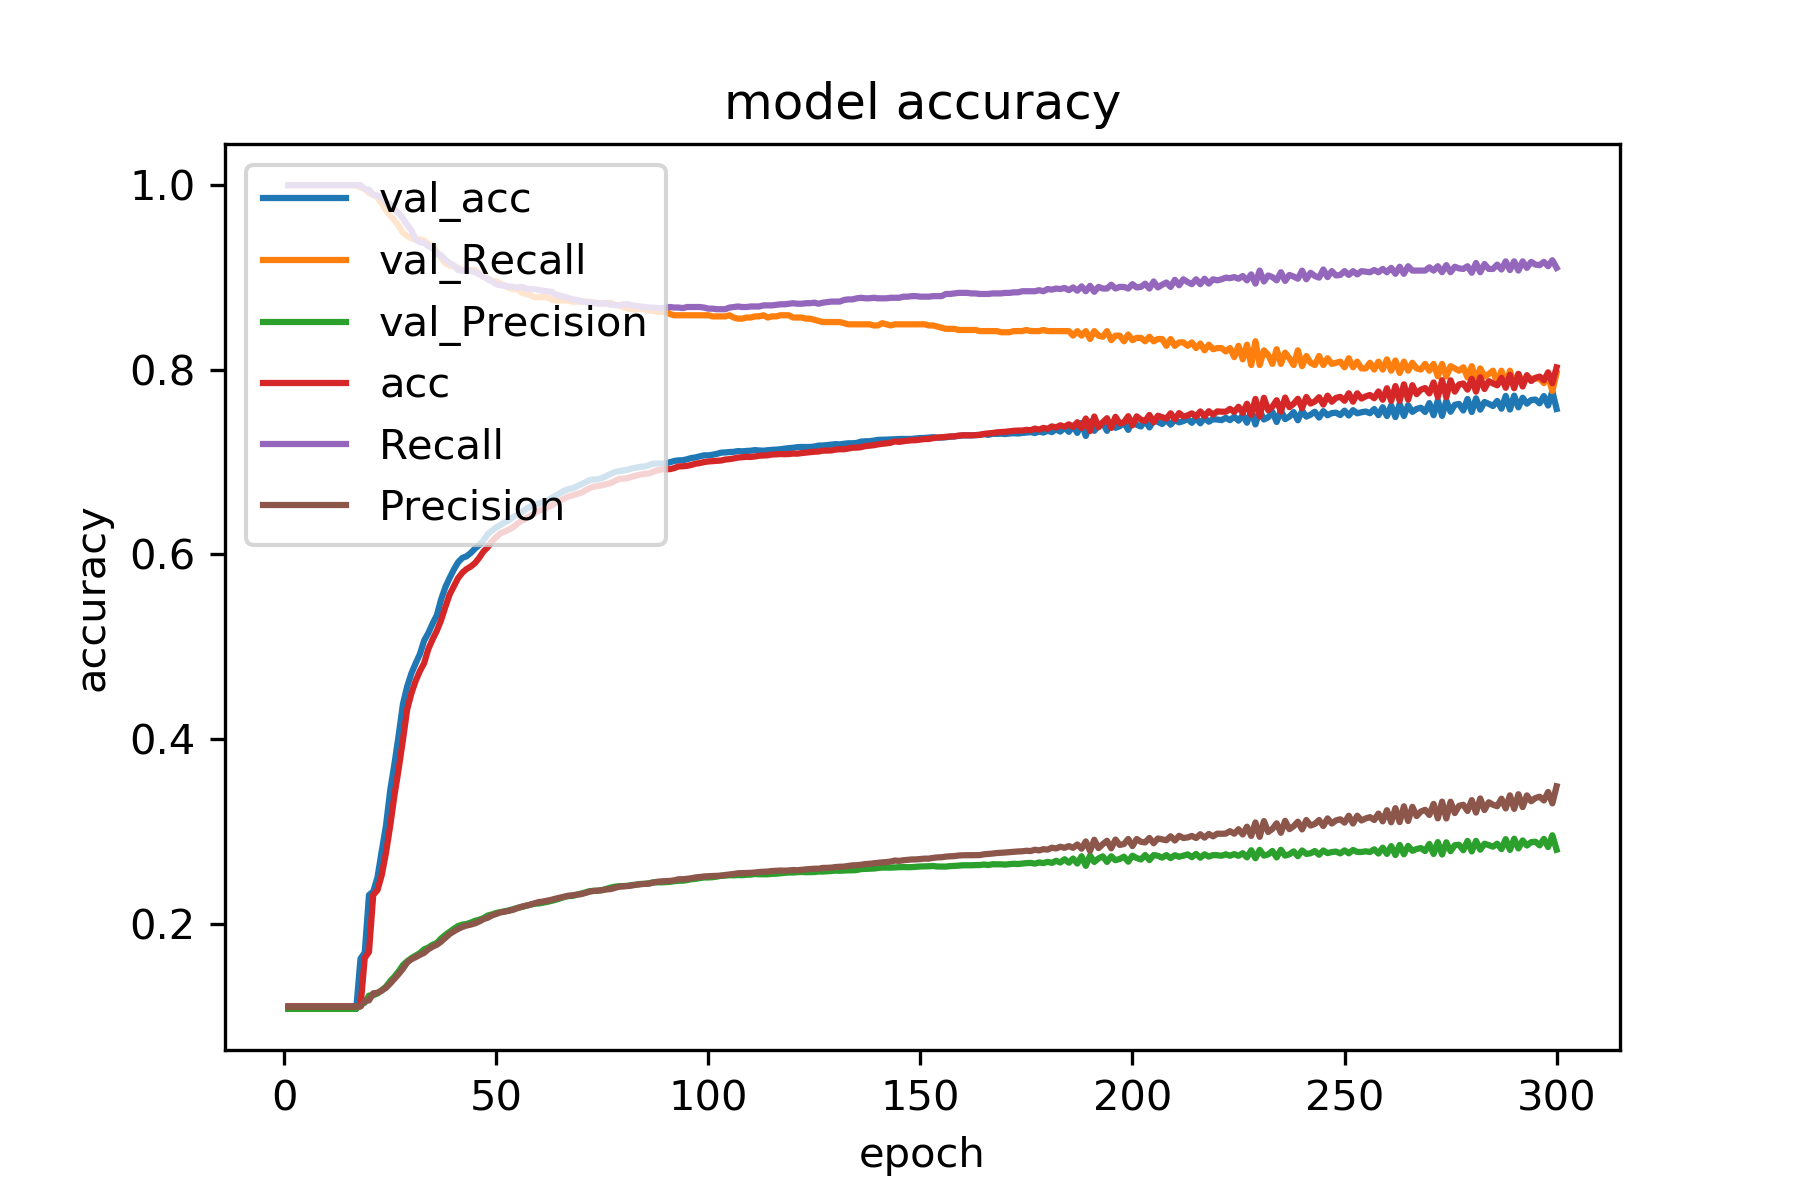 model accuracy
val_acc
val_Recall
val_Precision
acc
Recall
Precision
accuracy
1.0
0.8
0.6
0.4
0.2
0 50 100 150 200 250 300
epoch